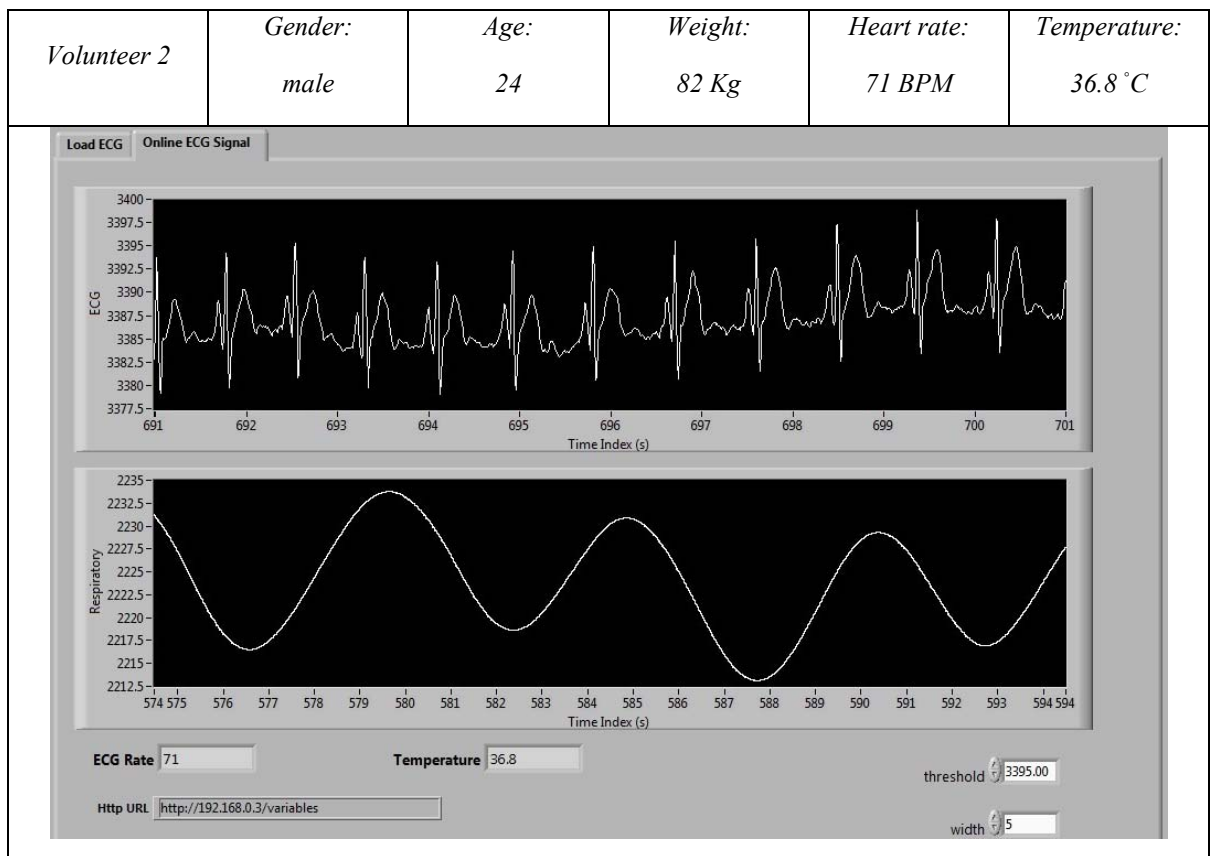 Volunteer 2
Gender:
male
Age:
24
Weight:
82 Kg
Heart rate:
71 BPM
Temperature:
36.8 °C
Load ECG Online ECG Signal
3400
3397.5
3395
3392.5
3390
3387.5
3385
3382.5
3380
3377.5
ECG
691 692 693 694 695 696 697 698 699 700 701
Time Index (s)
2235
2232.5
2230
2227.5
2225
2222.5
2220
2217.5
2215
2212.5
Respiratory
574 575 576 577 578 579 580 581 582 583 584 585 586 587 588 589 590 591 592 593 594 594
Time Index (s)
ECG Rate 71 Temperature 36.8
threshold 3395.00
Http URL http://192.168.0.3/variables
width 5